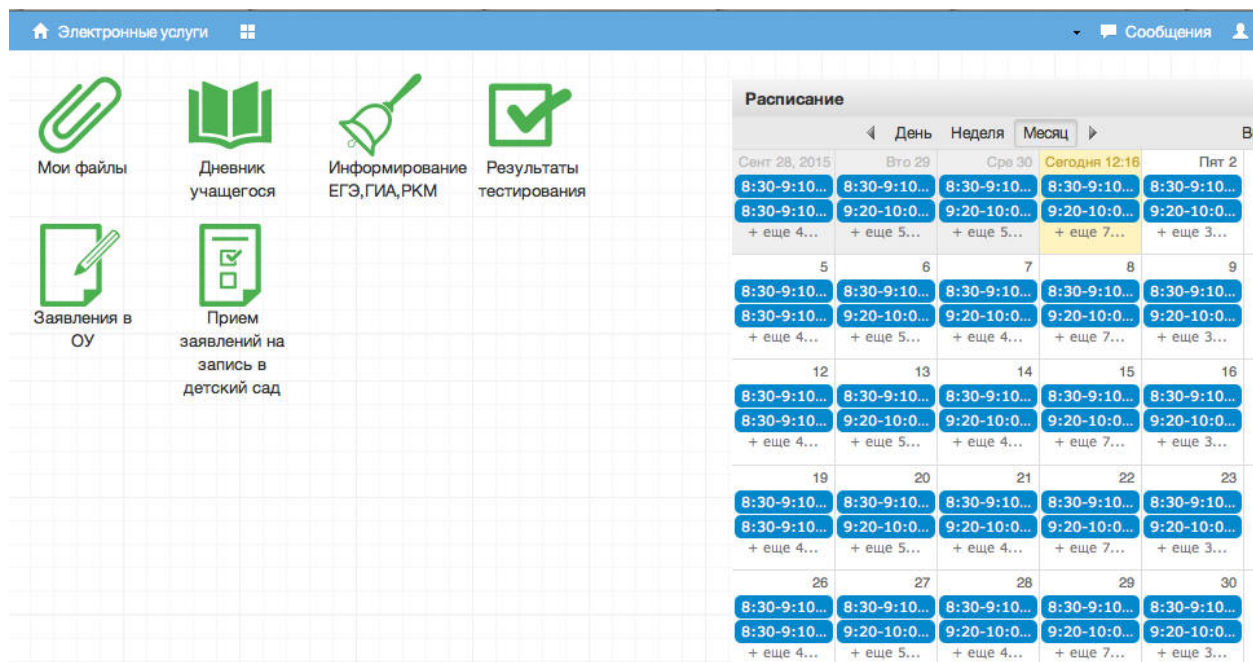 Электронные услуги
Сообщения
Мои файлы
Дневник
учащегося
Информирование
ЕГЭ,ГИА,РКМ
Результаты
тестирования
Заявления в
ОУ
Прием
заявлений на
запись в
детский сад
Расписание
День Неделя Месяц В
Сент 28, 2015 Вто 29 Сре 30 Сегодня 12:16 Пят 2
8:30-9:10... 8:30-9:10... 8:30-9:10... 8:30-9:10... 8:30-9:10...
8:30-9:10... 9:20-10:0... 9:20-10:0... 9:20-10:0... 9:20-10:0...
+ еще 4... + еще 5... + еще 5... + еще 7... + еще 3...
5 6 7 8 9
8:30-9:10... 8:30-9:10... 8:30-9:10... 8:30-9:10... 8:30-9:10...
8:30-9:10... 9:20-10:0... 9:20-10:0... 9:20-10:0... 9:20-10:0...
+ еще 4... + еще 5... + еще 4... + еще 7... + еще 3...
12 13 14 15 16
8:30-9:10... 8:30-9:10... 8:30-9:10... 8:30-9:10... 8:30-9:10...
8:30-9:10... 9:20-10:0... 9:20-10:0... 9:20-10:0... 9:20-10:0...
+ еще 4... + еще 5... + еще 4... + еще 7... + еще 3...
19 20 21 22 23
8:30-9:10... 8:30-9:10... 8:30-9:10... 8:30-9:10... 8:30-9:10...
8:30-9:10... 9:20-10:0... 9:20-10:0... 9:20-10:0... 9:20-10:0...
+ еще 4... + еще 5... + еще 4... + еще 7... + еще 3...
26 27 28 29 30
8:30-9:10... 8:30-9:10... 8:30-9:10... 8:30-9:10... 8:30-9:10...
8:30-9:10... 9:20-10:0... 9:20-10:0... 9:20-10:0... 9:20-10:0...
+ еще 4... + еще 5... + еще 4... + еще 7... + еще 3...